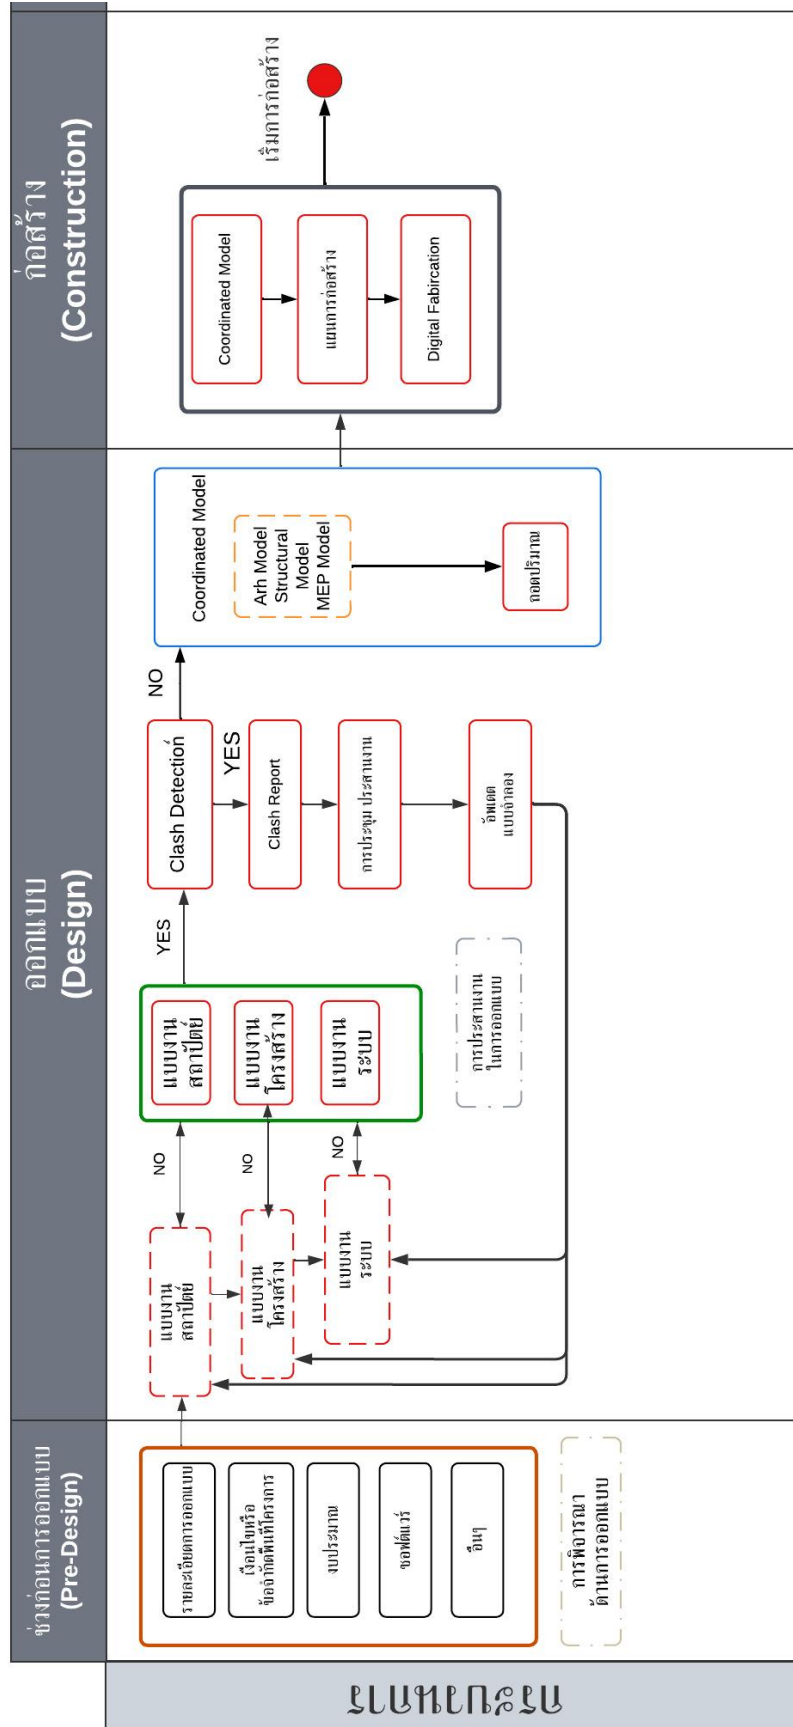 กระบวนการ
ช่วงก่อนการออกแบบ
(Pre-Design)
รายละเอียดการออกแบบ
เงื่อนไขหรือ
ข้อจำกัดพื้นที่โครงการ
งบประมาณ
ซอฟต์แวร์
อื่นๆ
การพิจารณา
ด้านการออกแบบ
ออกแบบ
(Design)
แบบงาน
สถาปัตย์
แบบงาน
โครงสร้าง
แบบงาน
ระบบ
NO
NO
NO
แบบงาน
สถาปัตย์
แบบงาน
โครงสร้าง
แบบงาน
ระบบ
การประสานงาน
ในการออกแบบ
YES
Clash Detection
YES
Clash Report
การประชุม ประสานงาน
อัพเดต
แบบจำลอง
NO
Coordinated Model
Arh Model
Structural
Model
MEP Model
ถอดปริมาณ
ก่อสร้าง
(Construction)
Coordinated Model
แผนการก่อสร้าง
Digital Fabircation
เริ่มการก่อสร้าง